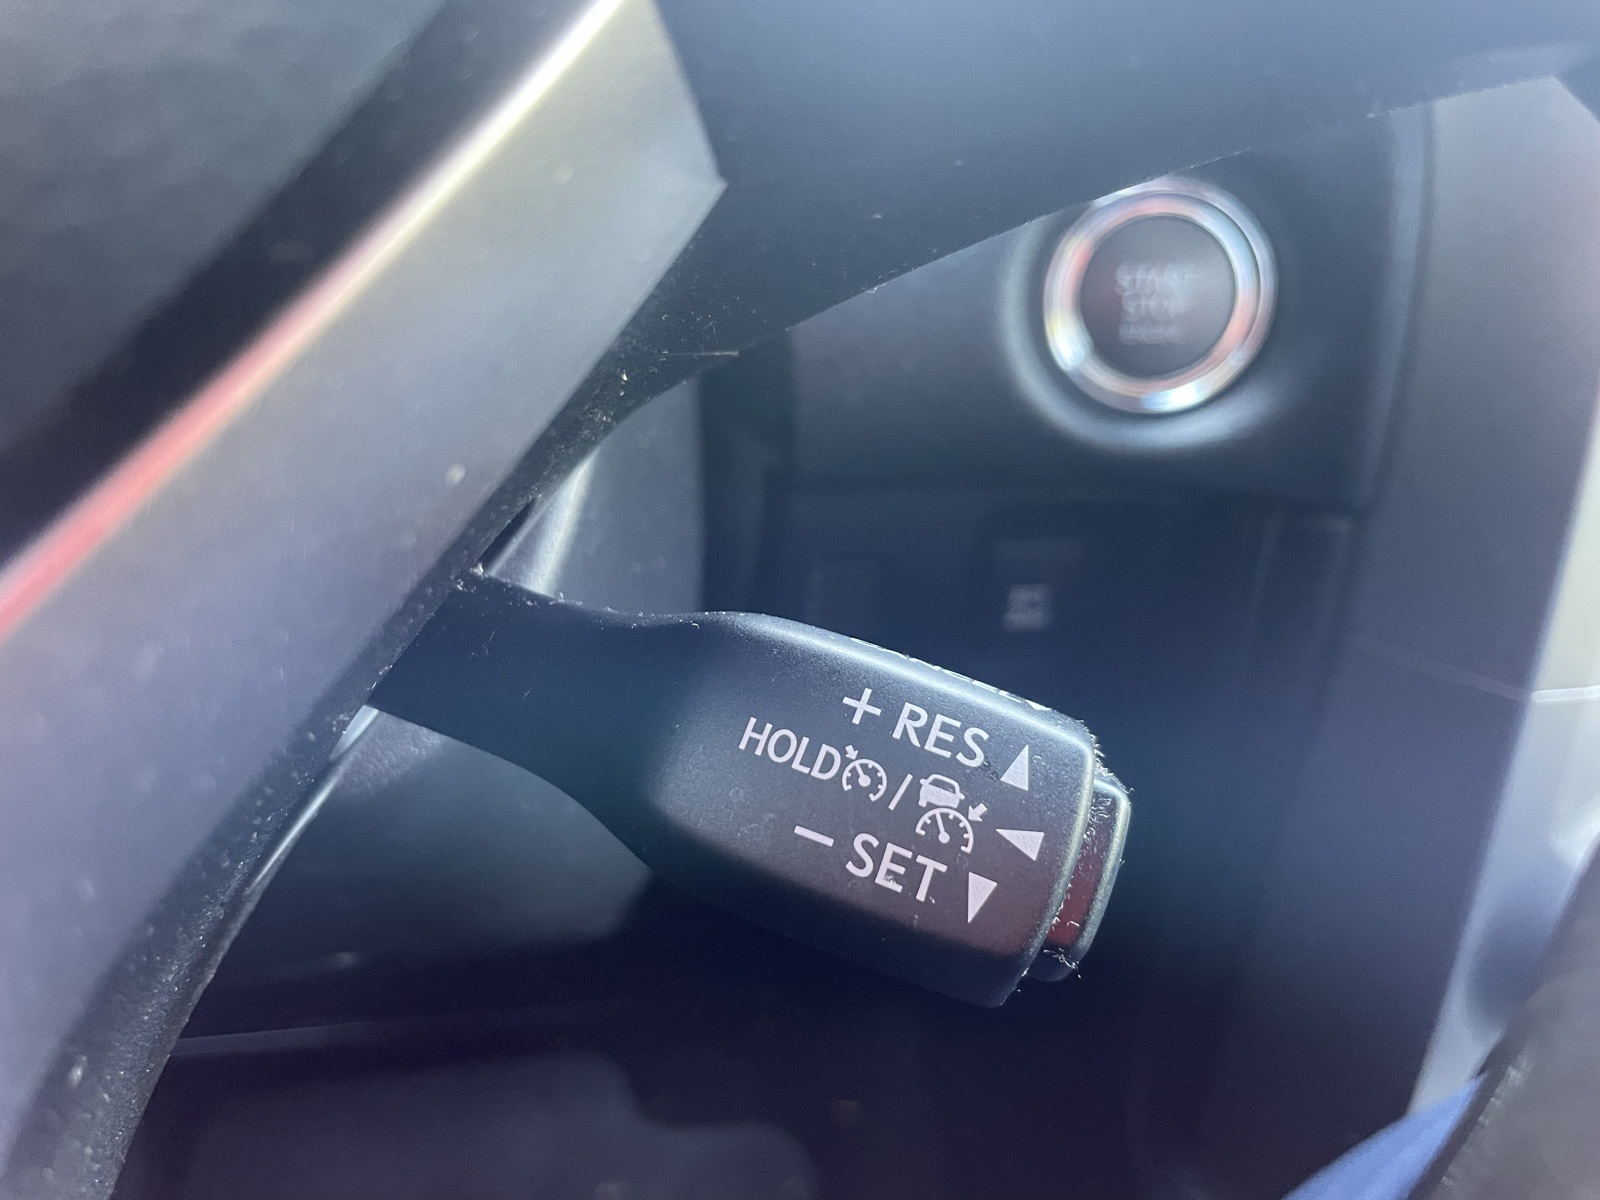 START
STOP
+ RES
HOLD /
− SET